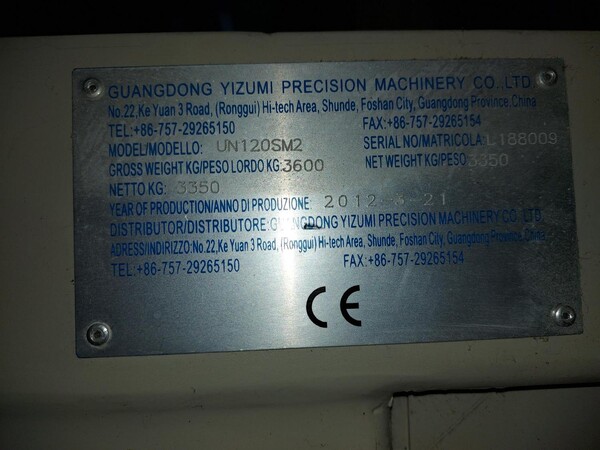 GUANGDONG YIZUMI PRECISION MACHINERY CO.,LTD.
No.22,Ke Yuan 3 Road, (Ronggui) Hi-tech Area, Shunde, Foshan City, Guangdong Province,China
TEL:+86-757-29265150 FAX:+86-757-29265154
MODEL/MODELLO: UN120SM2 SERIAL NO/MATRICOLA: L188009
GROSS WEIGHT KG/PESO LORDO KG: 3600 NET WEIGHT KG/PESO 3350
NETTO KG: 3350
YEAR OF PRODUCTION/ANNO DI PRODUZIONE: 2012 21
DISTRIBUTOR/DISTRIBUTORE:GUANGDONG YIZUMI PRECISION MACHINERY CO.,LTD.
ADRESS/INDIRIZZO:No.22,Ke Yuan 3 Road, (Ronggui) Hi-tech Area, Shunde, Foshan City, Guangdong Province,China
TEL:+86-757-29265150 FAX:+86-757-29265154
CE